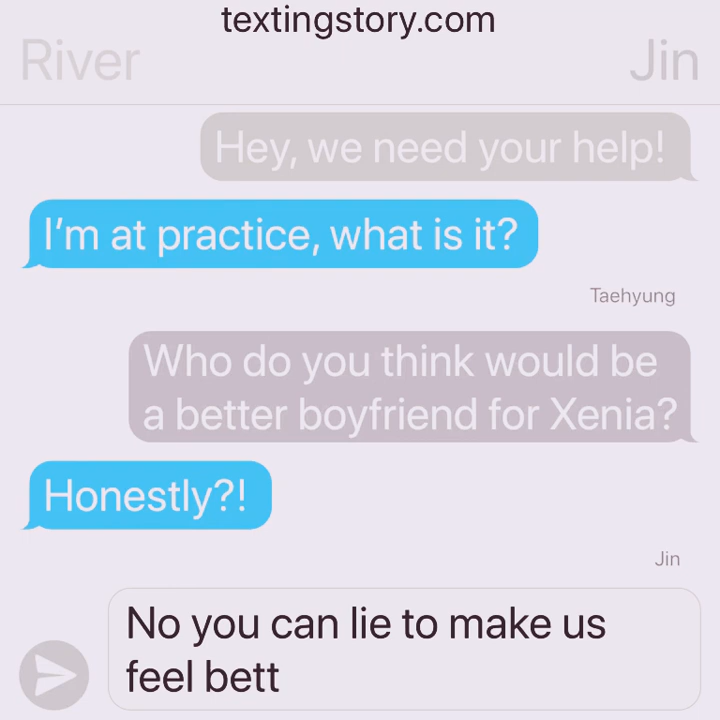 textingstory.com
River
Jin
Hey, we need your help!
I'm at practice, what is it?
Taehyung
Who do you think would be
a better boyfriend for Xenia?
Honestly?!
Jin
No you can lie to make us
feel bett